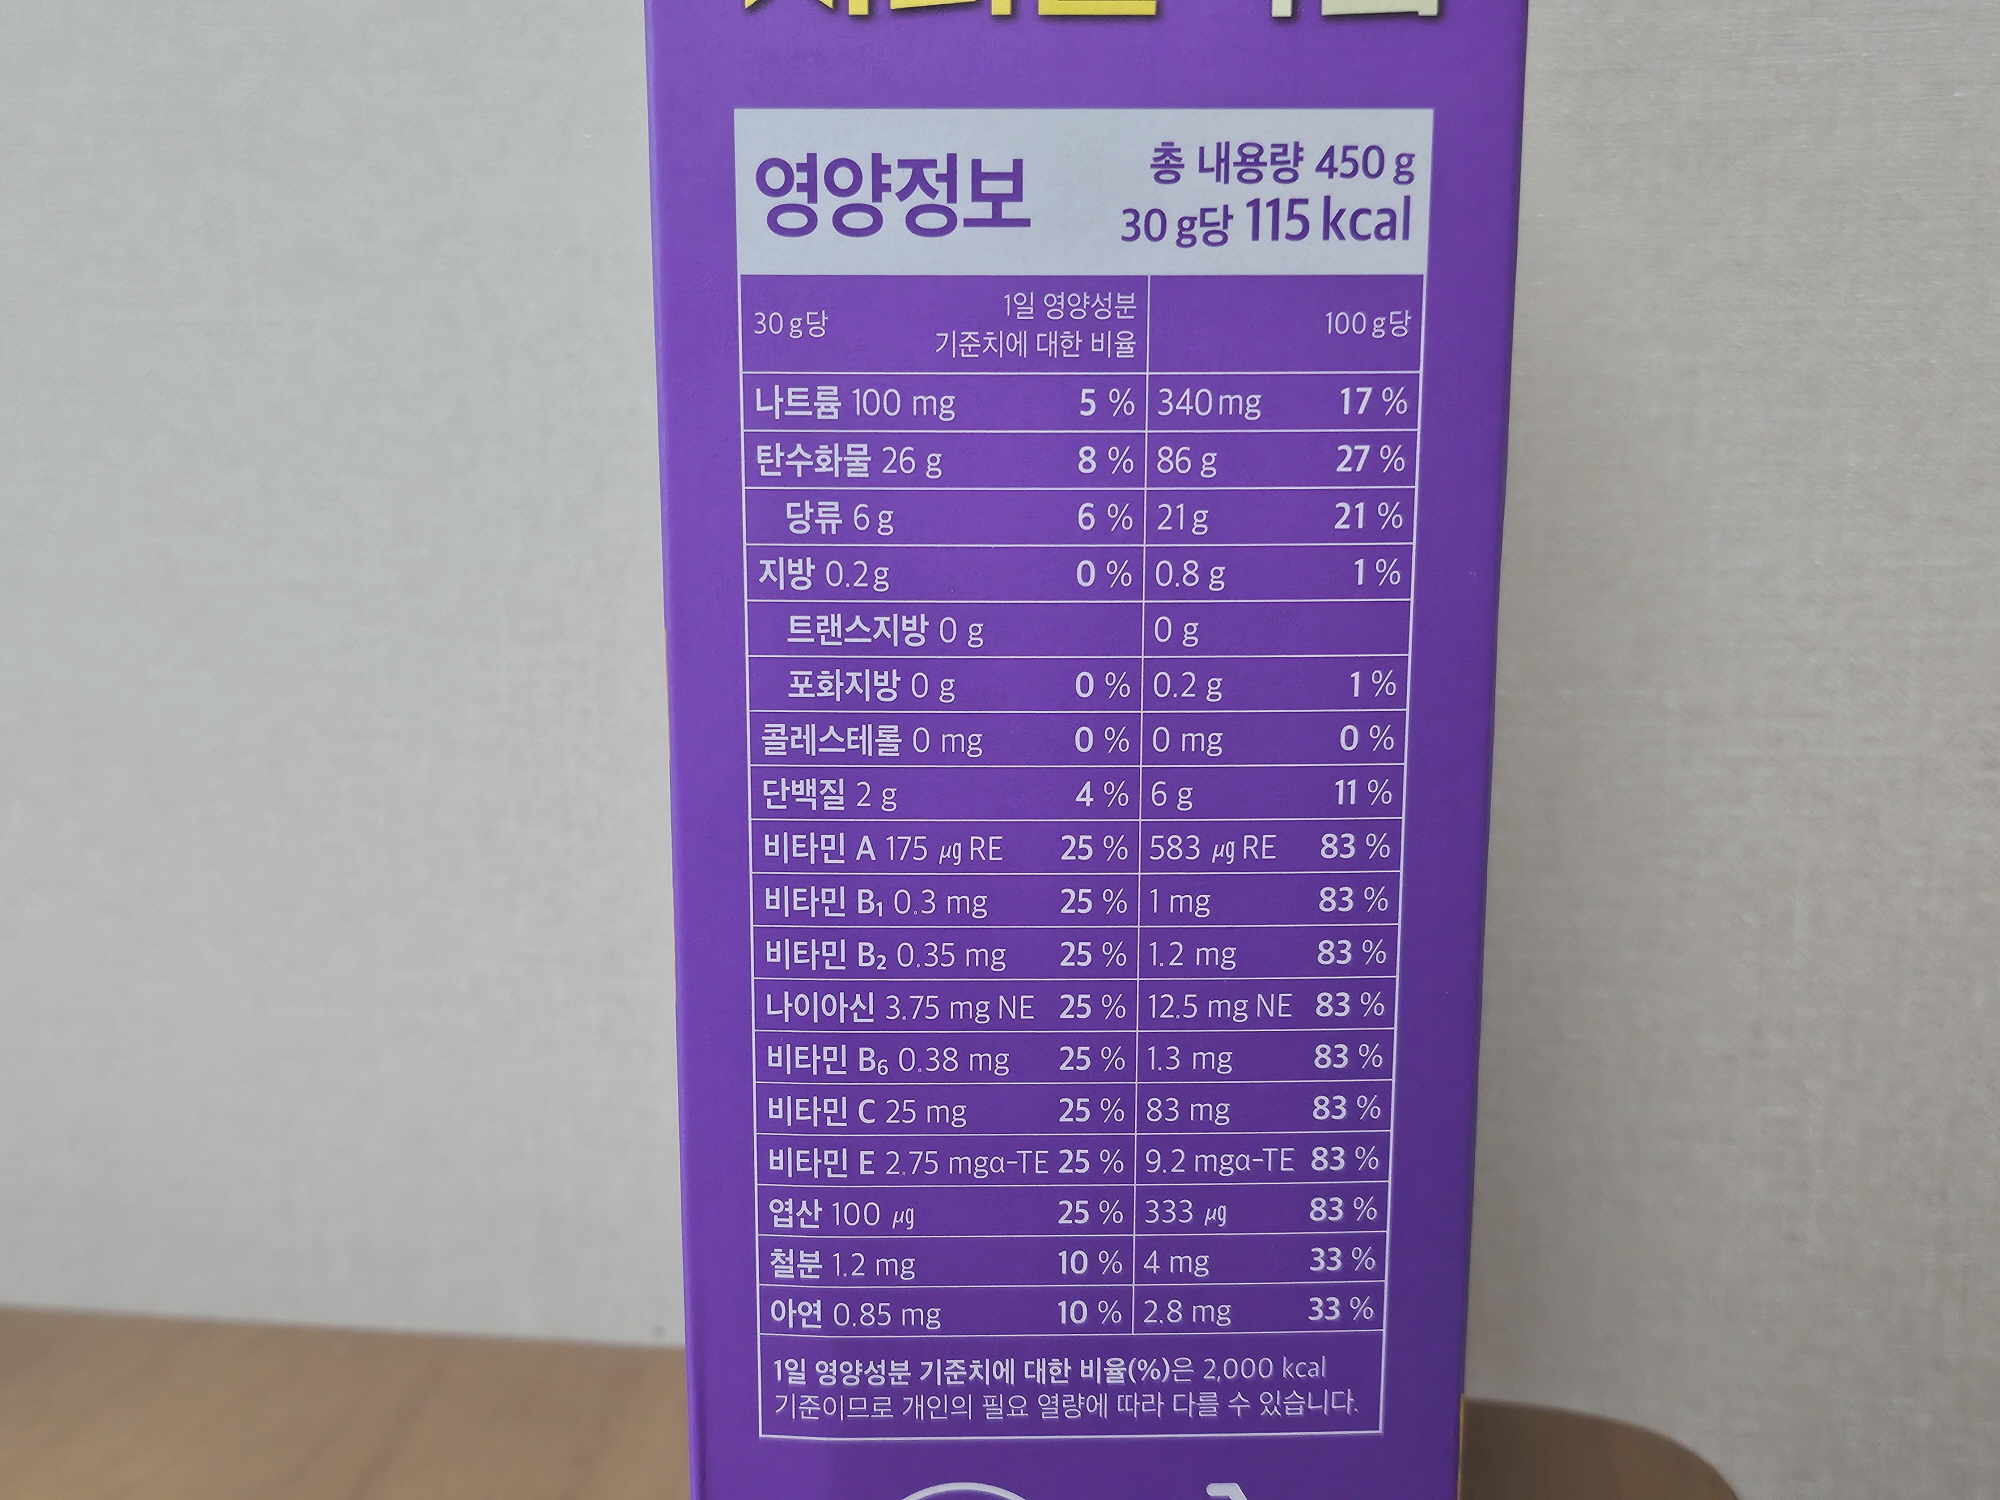 영양정보
총 내용량 450 g
30 g당 115 kcal
30 g당 1일 영양성분 기준치에 대한 비율 100 g당
나트륨 100 mg 5 % 340 mg 17 %
탄수화물 26 g 8 % 86 g 27 %
당류 6 g 6 % 21 g 21 %
지방 0.2 g 0 % 0.8 g 1 %
트랜스지방 0 g 0 g
포화지방 0 g 0 % 0.2 g 1 %
콜레스테롤 0 mg 0 % 0 mg 0 %
단백질 2 g 4 % 6 g 11 %
비타민 A 175 μg RE 25 % 583 μg RE 83 %
비타민 B₁ 0.3 mg 25 % 1 mg 83 %
비타민 B₂ 0.35 mg 25 % 1.2 mg 83 %
나이아신 3.75 mg NE 25 % 12.5 mg NE 83 %
비타민 B₆ 0.38 mg 25 % 1.3 mg 83 %
비타민 C 25 mg 25 % 83 mg 83 %
비타민 E 2.75 mgα-TE 25 % 9.2 mgα-TE 83 %
엽산 100 μg 25 % 333 μg 83 %
철분 1.2 mg 10 % 4 mg 33 %
아연 0.85 mg 10 % 2.8 mg 33 %
1일 영양성분 기준치에 대한 비율(%)은 2,000 kcal
기준이므로 개인의 필요 열량에 따라 다를 수 있습니다.